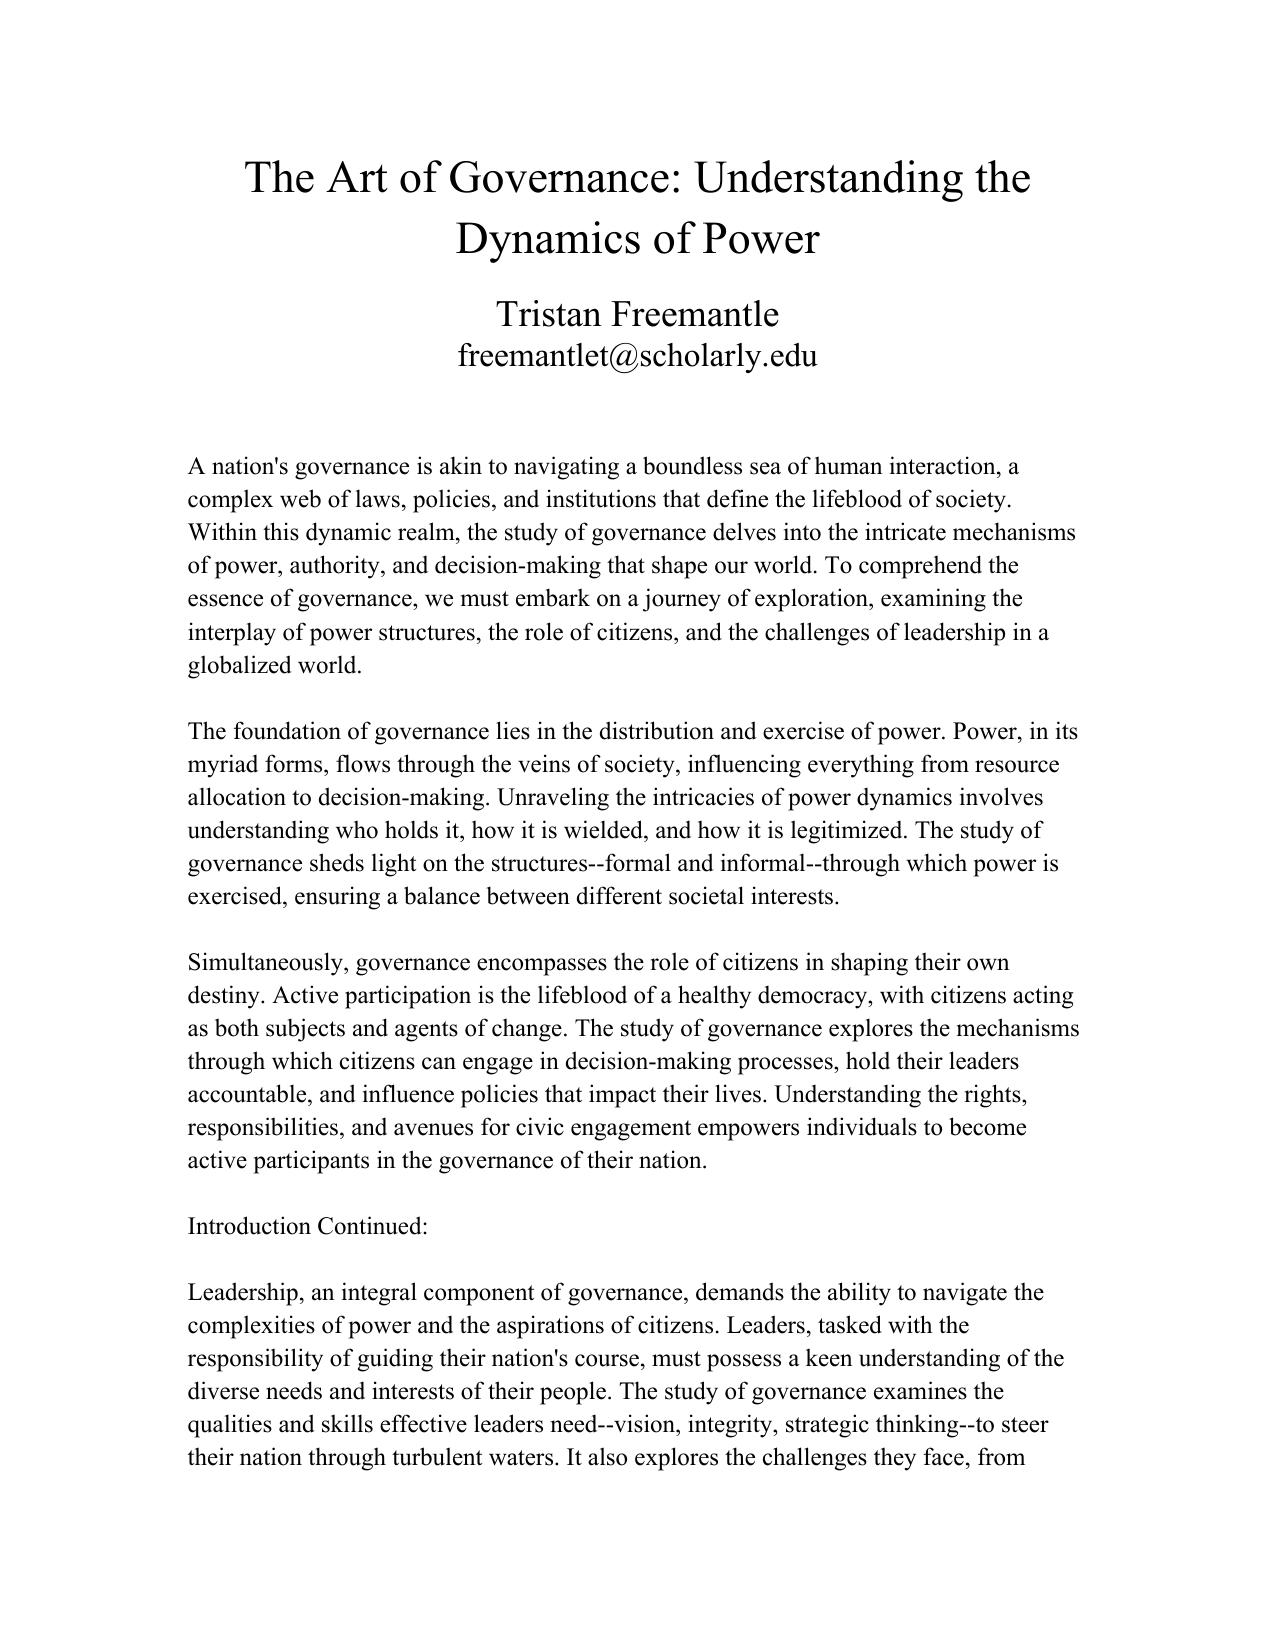 The Art of Governance: Understanding the
Dynamics of Power
Tristan Freemantle
freemantlet@scholarly.edu
A nation's governance is akin to navigating a boundless sea of human interaction, a
complex web of laws, policies, and institutions that define the lifeblood of society.
Within this dynamic realm, the study of governance delves into the intricate mechanisms
of power, authority, and decision-making that shape our world. To comprehend the
essence of governance, we must embark on a journey of exploration, examining the
interplay of power structures, the role of citizens, and the challenges of leadership in a
globalized world.
The foundation of governance lies in the distribution and exercise of power. Power, in its
myriad forms, flows through the veins of society, influencing everything from resource
allocation to decision-making. Unraveling the intricacies of power dynamics involves
understanding who holds it, how it is wielded, and how it is legitimized. The study of
governance sheds light on the structures--formal and informal--through which power is
exercised, ensuring a balance between different societal interests.
Simultaneously, governance encompasses the role of citizens in shaping their own
destiny. Active participation is the lifeblood of a healthy democracy, with citizens acting
as both subjects and agents of change. The study of governance explores the mechanisms
through which citizens can engage in decision-making processes, hold their leaders
accountable, and influence policies that impact their lives. Understanding the rights,
responsibilities, and avenues for civic engagement empowers individuals to become
active participants in the governance of their nation.
Introduction Continued:
Leadership, an integral component of governance, demands the ability to navigate the
complexities of power and the aspirations of citizens. Leaders, tasked with the
responsibility of guiding their nation's course, must possess a keen understanding of the
diverse needs and interests of their people. The study of governance examines the
qualities and skills effective leaders need--vision, integrity, strategic thinking--to steer
their nation through turbulent waters. It also explores the challenges they face, from